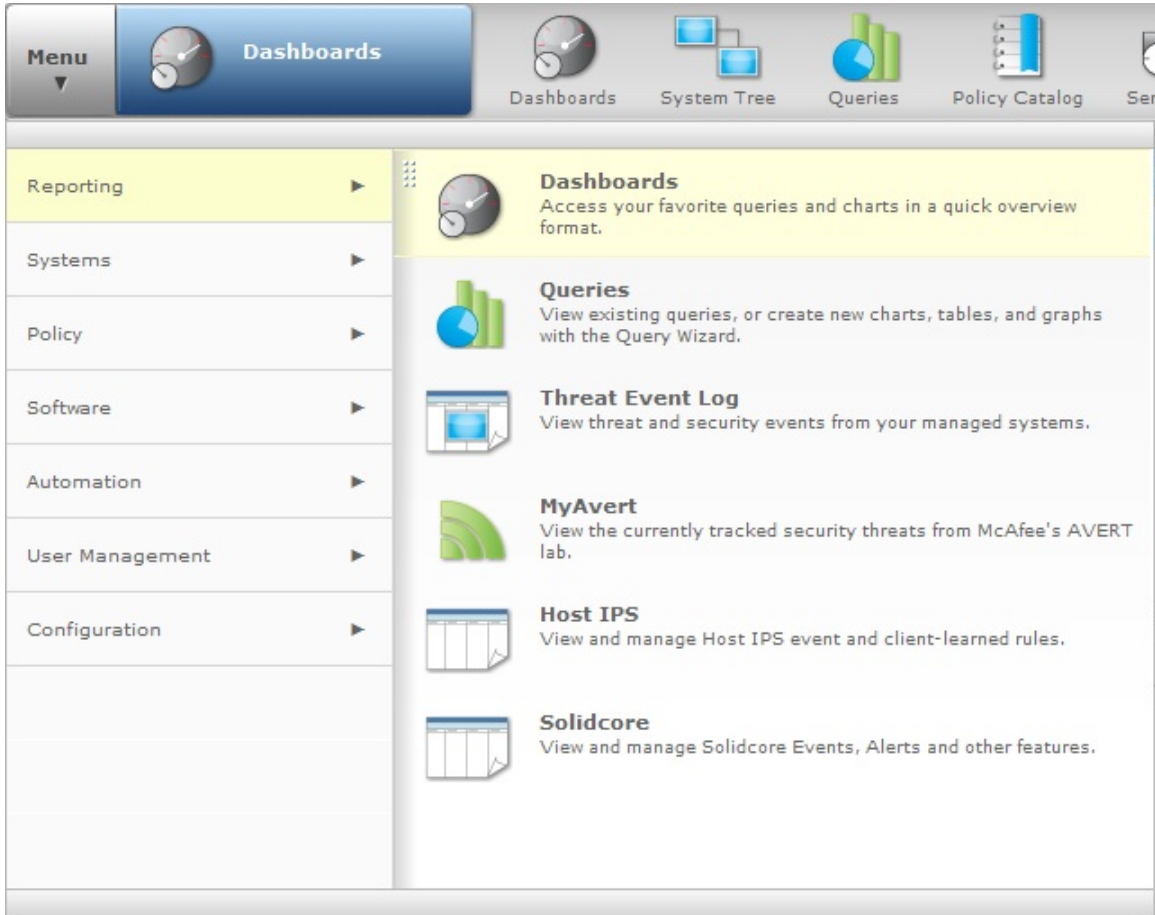 Menu
Dashboards
Dashboards
System Tree
Queries
Policy Catalog
Ser
Reporting
Systems
Policy
Software
Automation
User Management
Configuration
Dashboards
Access your favorite queries and charts in a quick overview
format.
Queries
View existing queries, or create new charts, tables, and graphs
with the Query Wizard.
Threat Event Log
View threat and security events from your managed systems.
MyAvert
View the currently tracked security threats from McAfee's AVERT
lab.
Host IPS
View and manage Host IPS event and client-learned rules.
Solidcore
View and manage Solidcore Events, Alerts and other features.